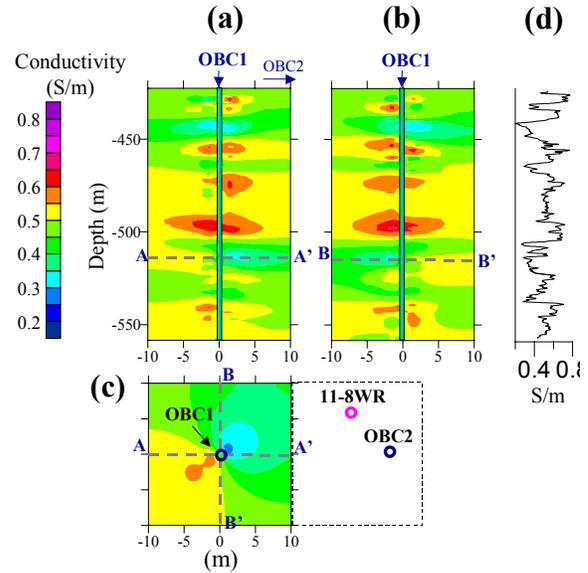 (a)
(b)
(d)
Conductivity
(S/m)
OBC1
OBC2
OBC1
0.8
0.7
0.6
0.5
0.4
0.3
0.2
Depth (m)
-450
-500
-550
A
A'
B
B'
-10 -5 0 5 10
-10 -5 0 5 10
0.4 0.8
S/m
(c)
B
OBC1
A
A'
B'
11-8WR
OBC2
-10 -5 0 5 10
(m)